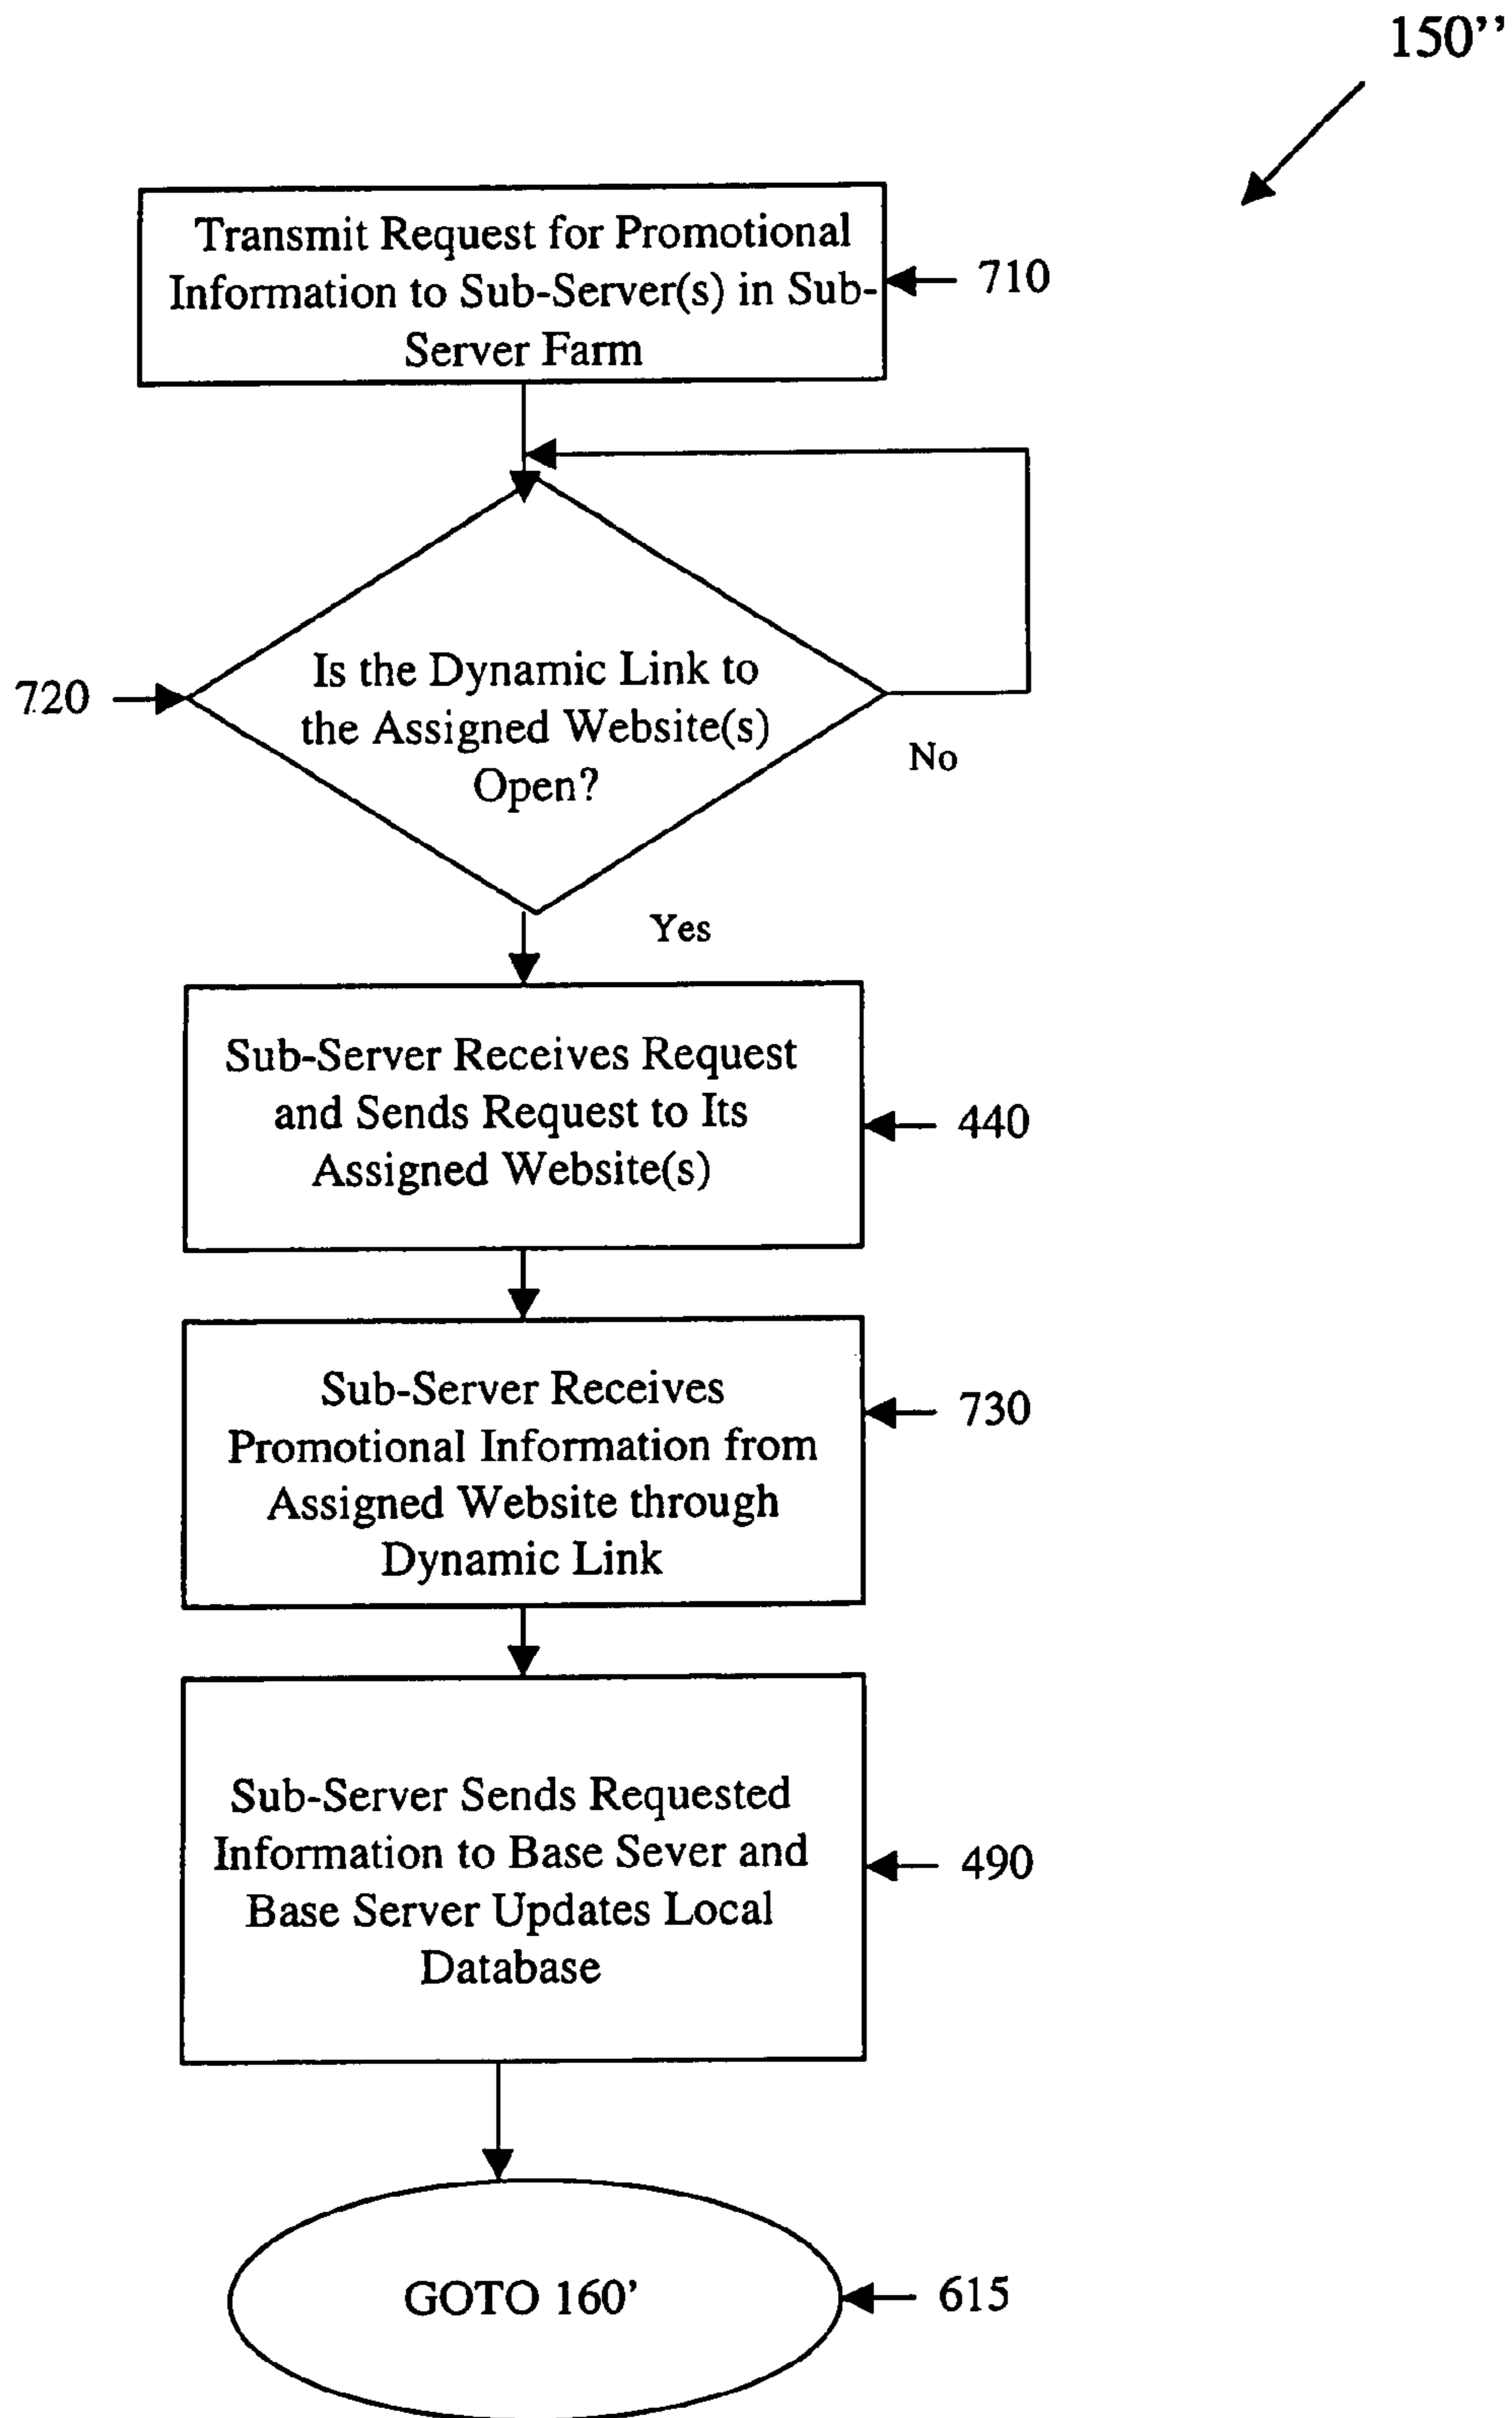 150’’
Transmit Request for Promotional
Information to Sub-Server(s) in Sub-
Server Farm
710
720
Is the Dynamic Link to
the Assigned Website(s)
Open?
No
Yes
Sub-Server Receives Request
and Sends Request to Its
Assigned Website(s)
440
Sub-Server Receives
Promotional Information from
Assigned Website through
Dynamic Link
730
Sub-Server Sends Requested
Information to Base Sever and
Base Server Updates Local
Database
490
GOTO 160’
615